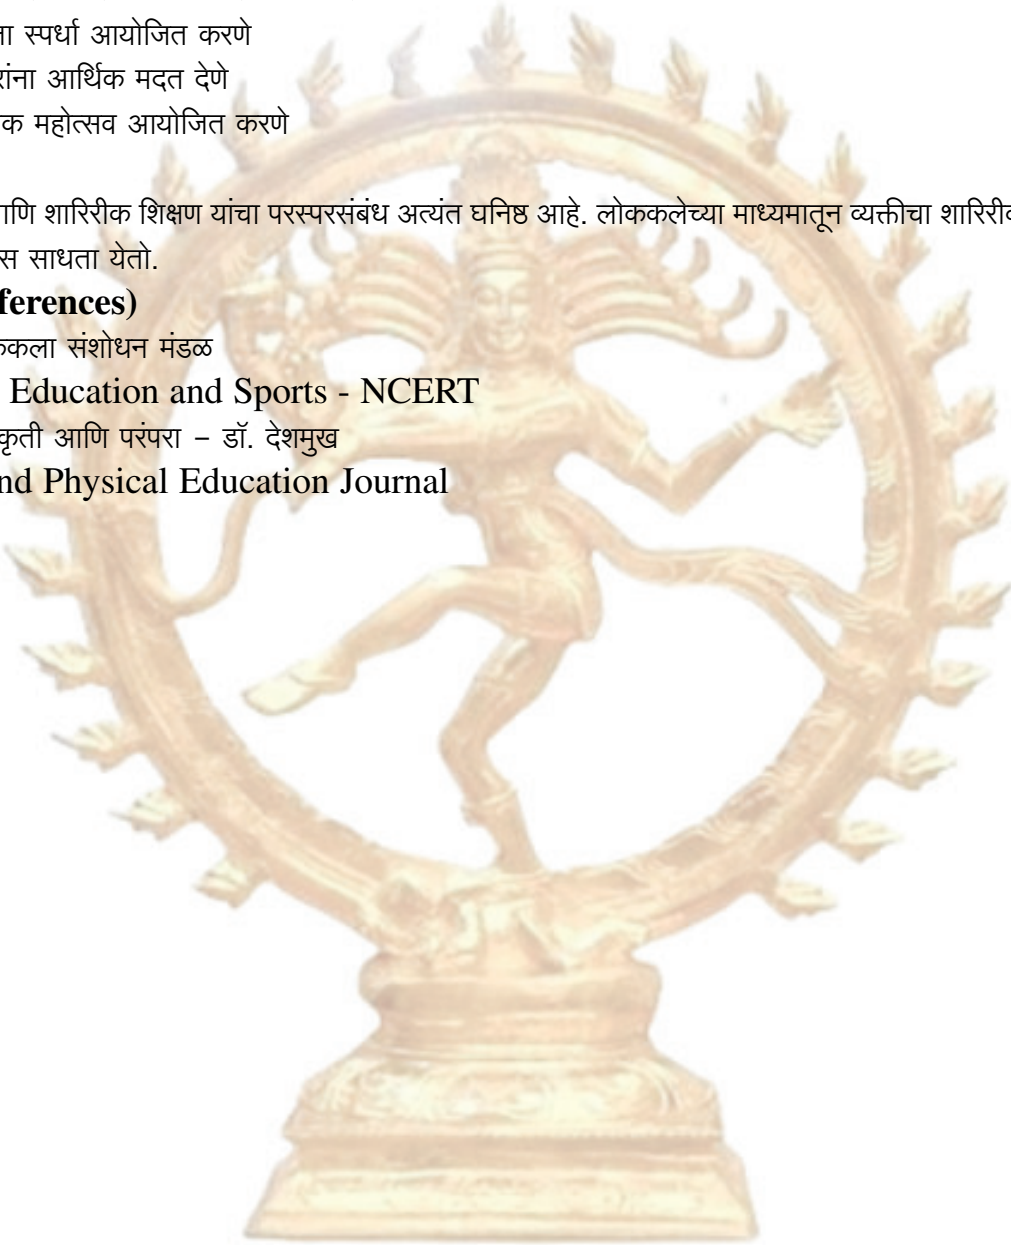 ा स्पर्धा आयोजित करणे
रांना आर्थिक मदत देणे
क महोत्सव आयोजित करणे
णि शारिरीक शिक्षण यांचा परस्परसंबंध अत्यंत घनिष्ठ आहे. लोककलेच्या माध्यमातून व्यक्तीचा शारिरी
स साधता येतो.
ferences)
कला संशोधन मंडळ
Education and Sports - NCERT
कृती आणि परंपरा – डॉ. देशमुख
nd Physical Education Journal